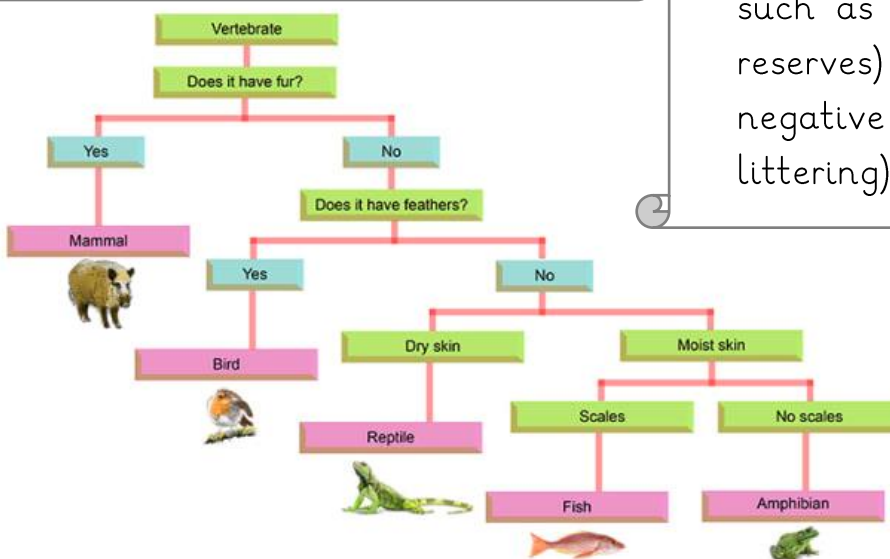 such as
reserves)
negative
littering)
Vertebrate
Does it have fur?
Yes
No
Does it have feathers?
Mammal
Yes
No
Dry skin
Moist skin
Bird
Scales
No scales
Reptile
Fish
Amphibian